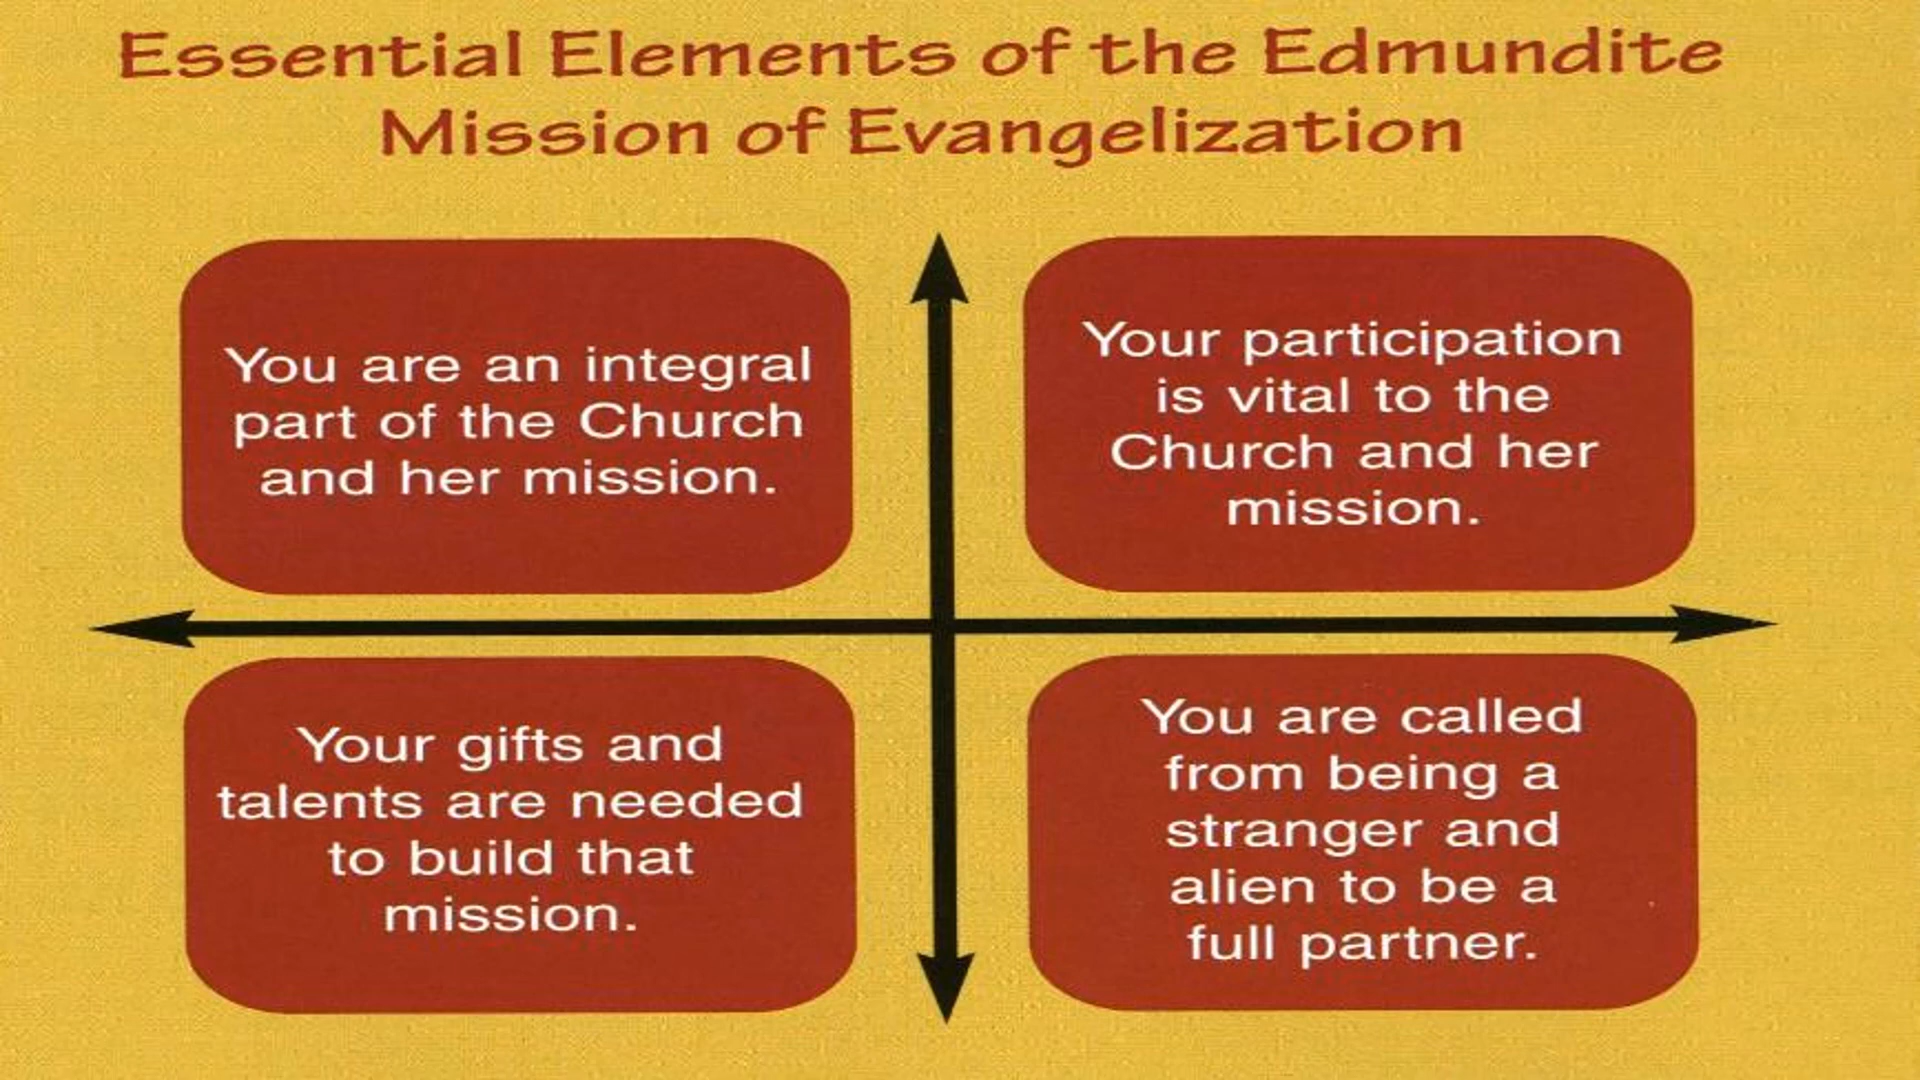 Essential Elements of the Edmundite
Mission of Evangelization
You are an integral
part of the Church
and her mission.
Your participation
is vital to the
Church and her
mission.
Your gifts and
talents are needed
to build that
mission.
You are called
from being a
stranger and
alien to be a
full partner.